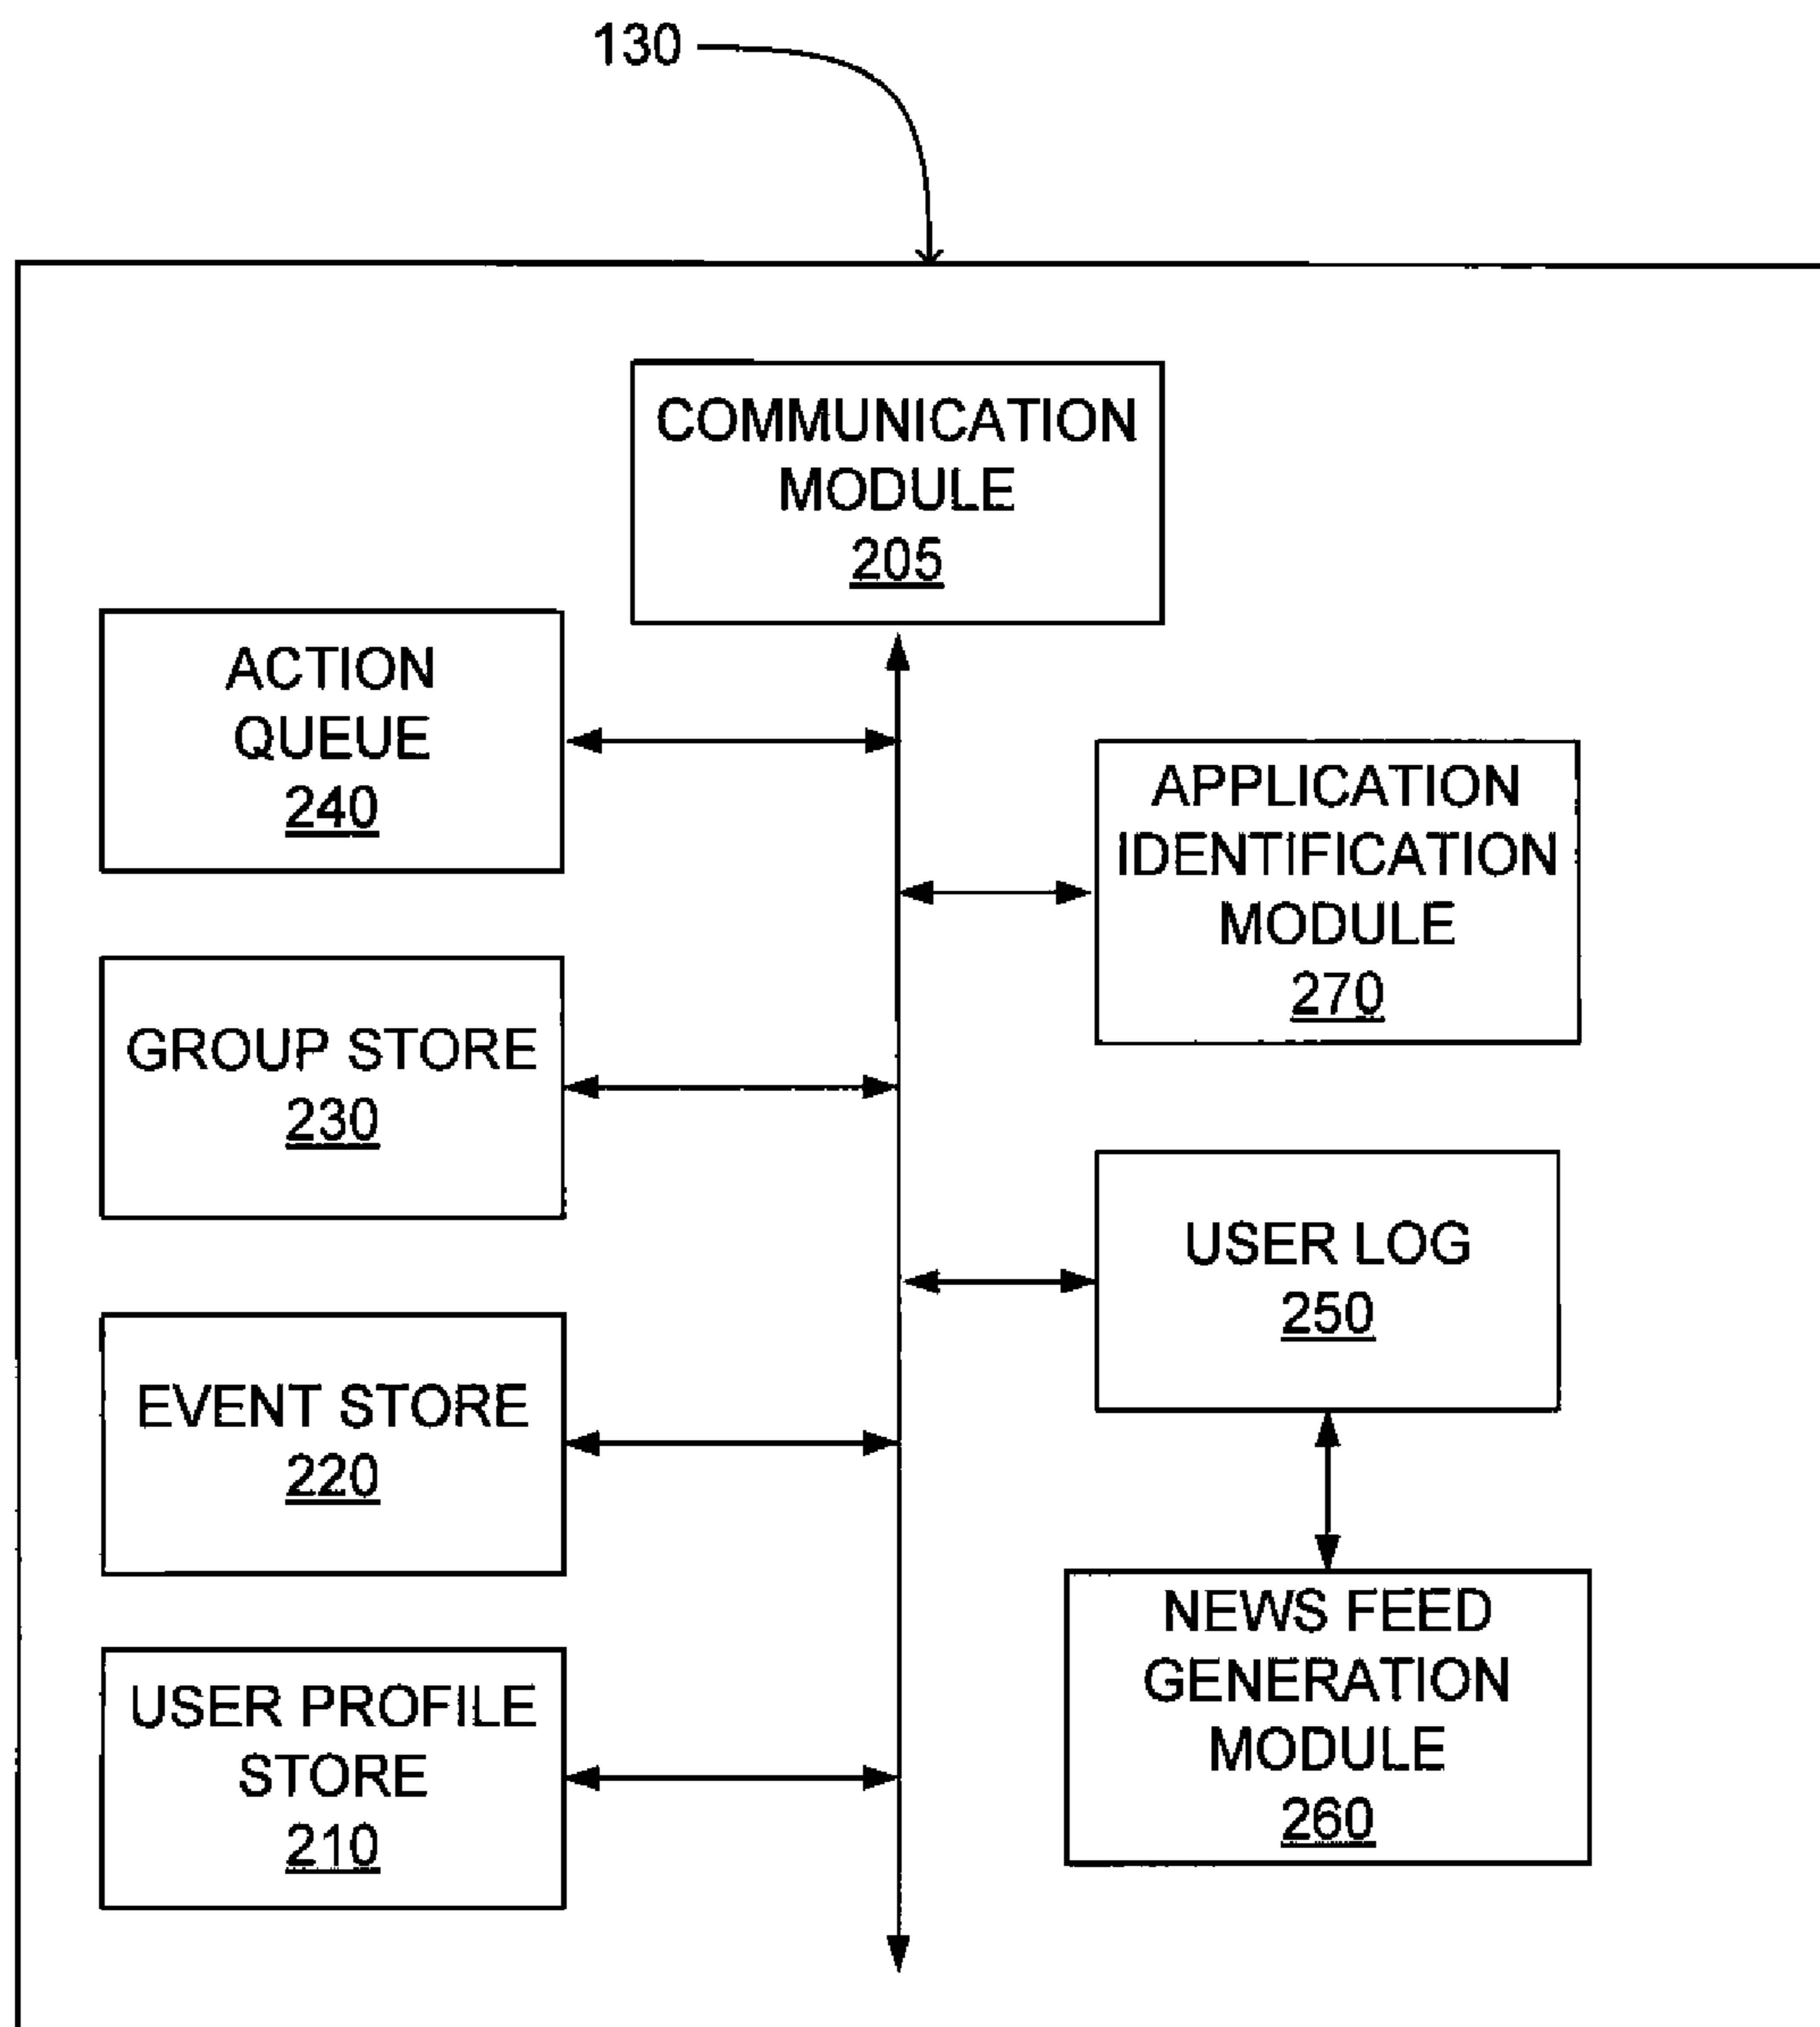 130
COMMUNICATION
MODULE
205
ACTION
QUEUE
240
APPLICATION
IDENTIFICATION
MODULE
270
GROUP STORE
230
USER LOG
250
EVENT STORE
220
NEWS FEED
GENERATION
MODULE
260
USER PROFILE
STORE
210